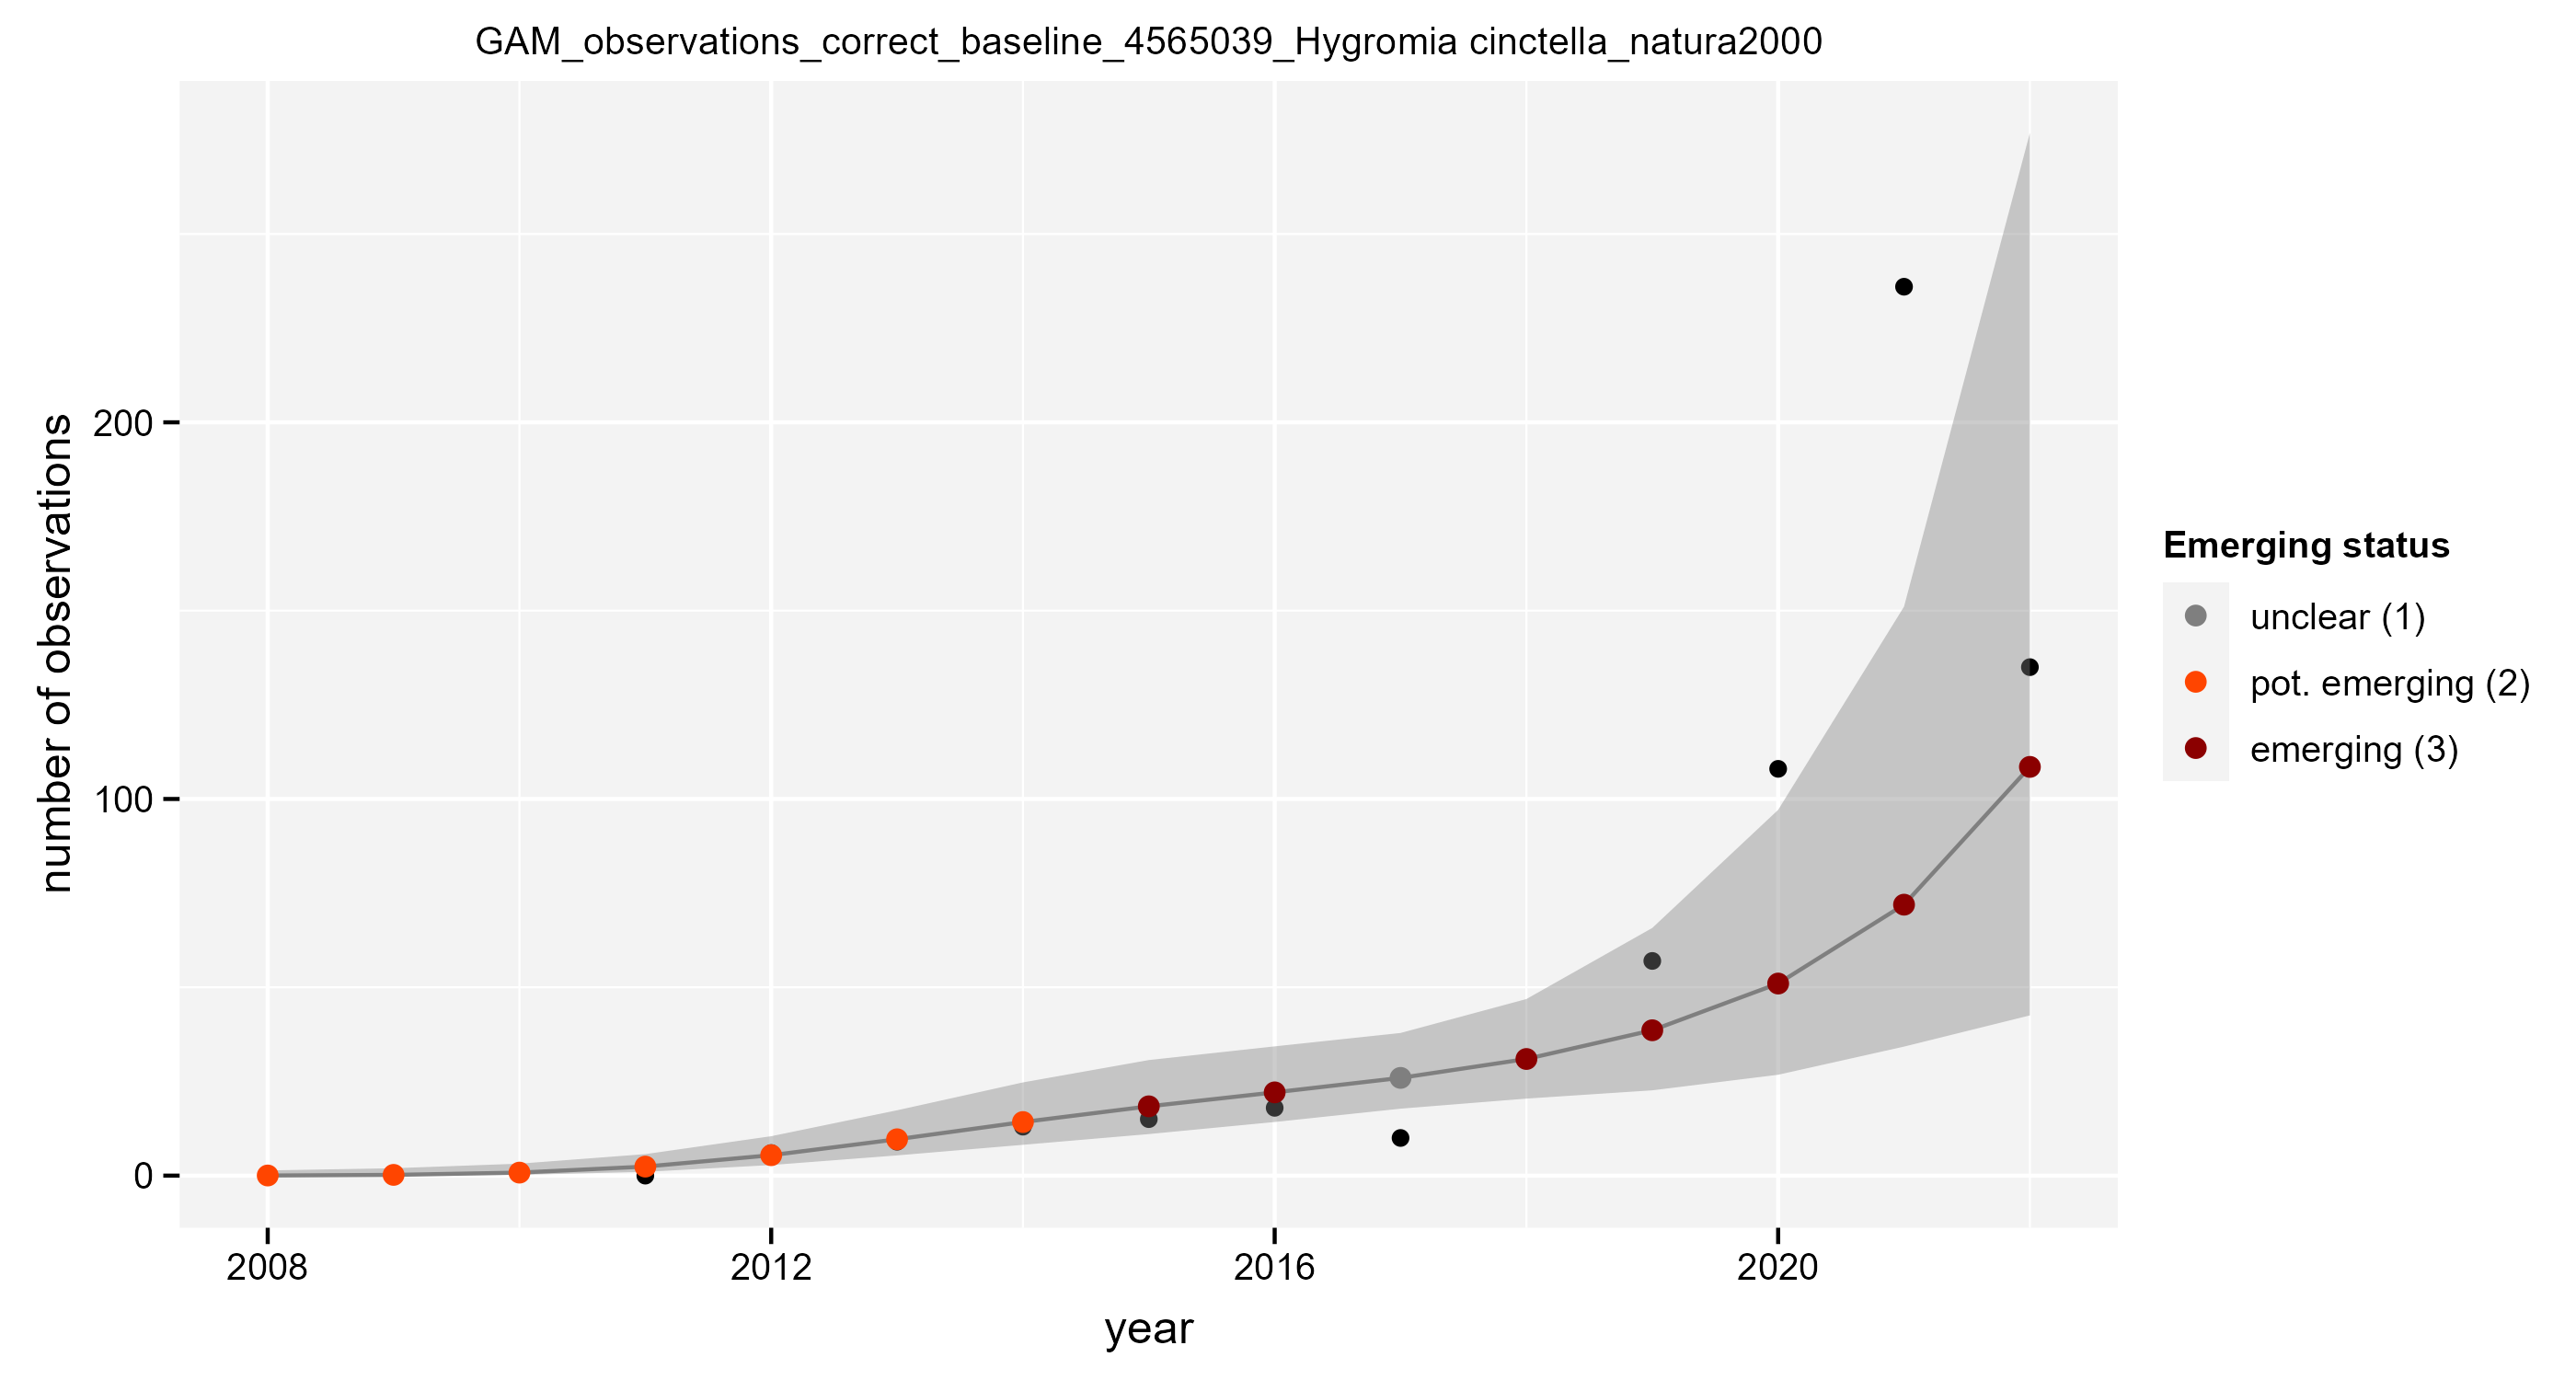 GAM_observations_correct_baseline_4565039_Hygromia cinctella_natura2000
number of observations
200
100
0
2008
2012
2016
2020
year
Emerging status
unclear (1)
pot. emerging (2)
emerging (3)